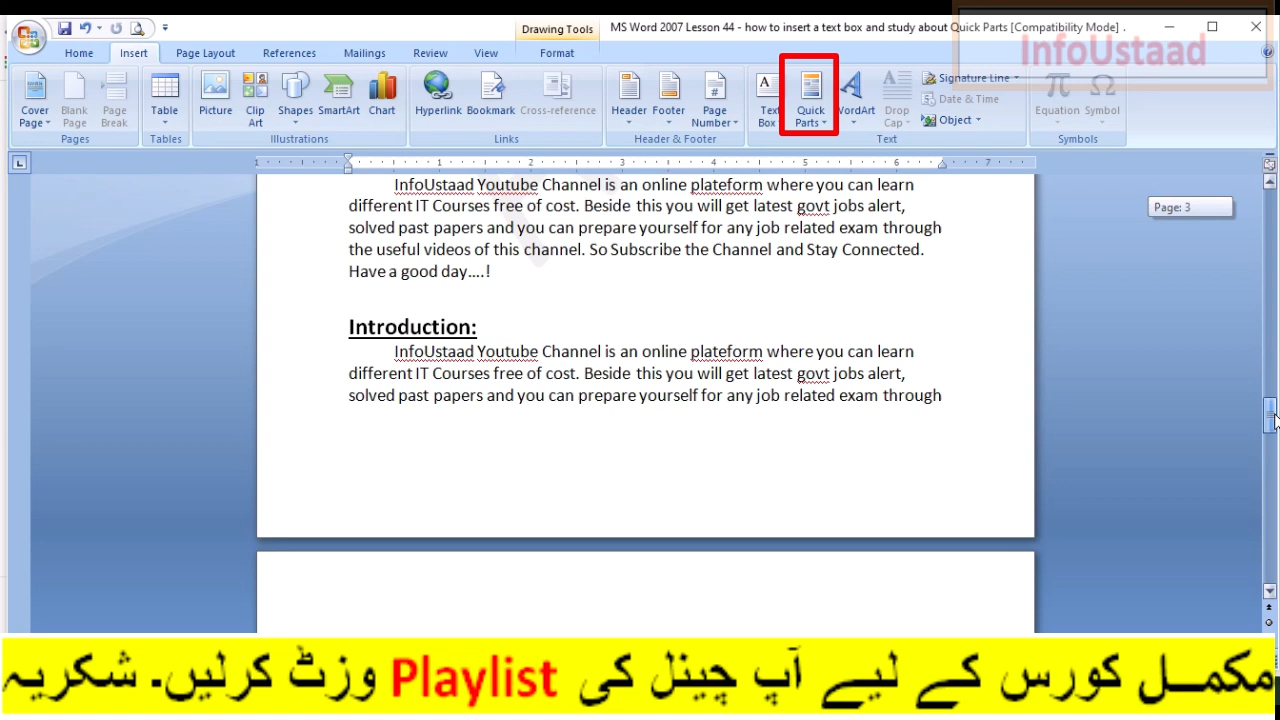 Drawing Tools
MS Word 2007 Lesson 44 - how to insert a text box and study about Quick Parts [Compatibility Mode] .
InfoUstaad
Home Insert Page Layout References Mailings Review View Format
Cover Page Blank Page Page Break Table Picture Clip Art Shapes SmartArt Chart Hyperlink Bookmark Cross-reference Header Footer Page Number Text Box Quick Parts WordArt Drop Cap Signature Line Date & Time Object Equation Symbol
π Ω
Pages Tables Illustrations Links Header & Footer Text Symbols
1 1 2 3 4 5 6 7
Page: 3
InfoUstaad Youtube Channel is an online plateform where you can learn
different IT Courses free of cost. Beside this you will get latest govt jobs alert,
solved past papers and you can prepare yourself for any job related exam through
the useful videos of this channel. So Subscribe the Channel and Stay Connected.
Have a good day....!
Introduction:
InfoUstaad Youtube Channel is an online plateform where you can learn
different IT Courses free of cost. Beside this you will get latest govt jobs alert,
solved past papers and you can prepare yourself for any job related exam through
مکمل کورس کے لیے آپ چینل کی Playlist وزٹ کرلیں۔ شکریہ